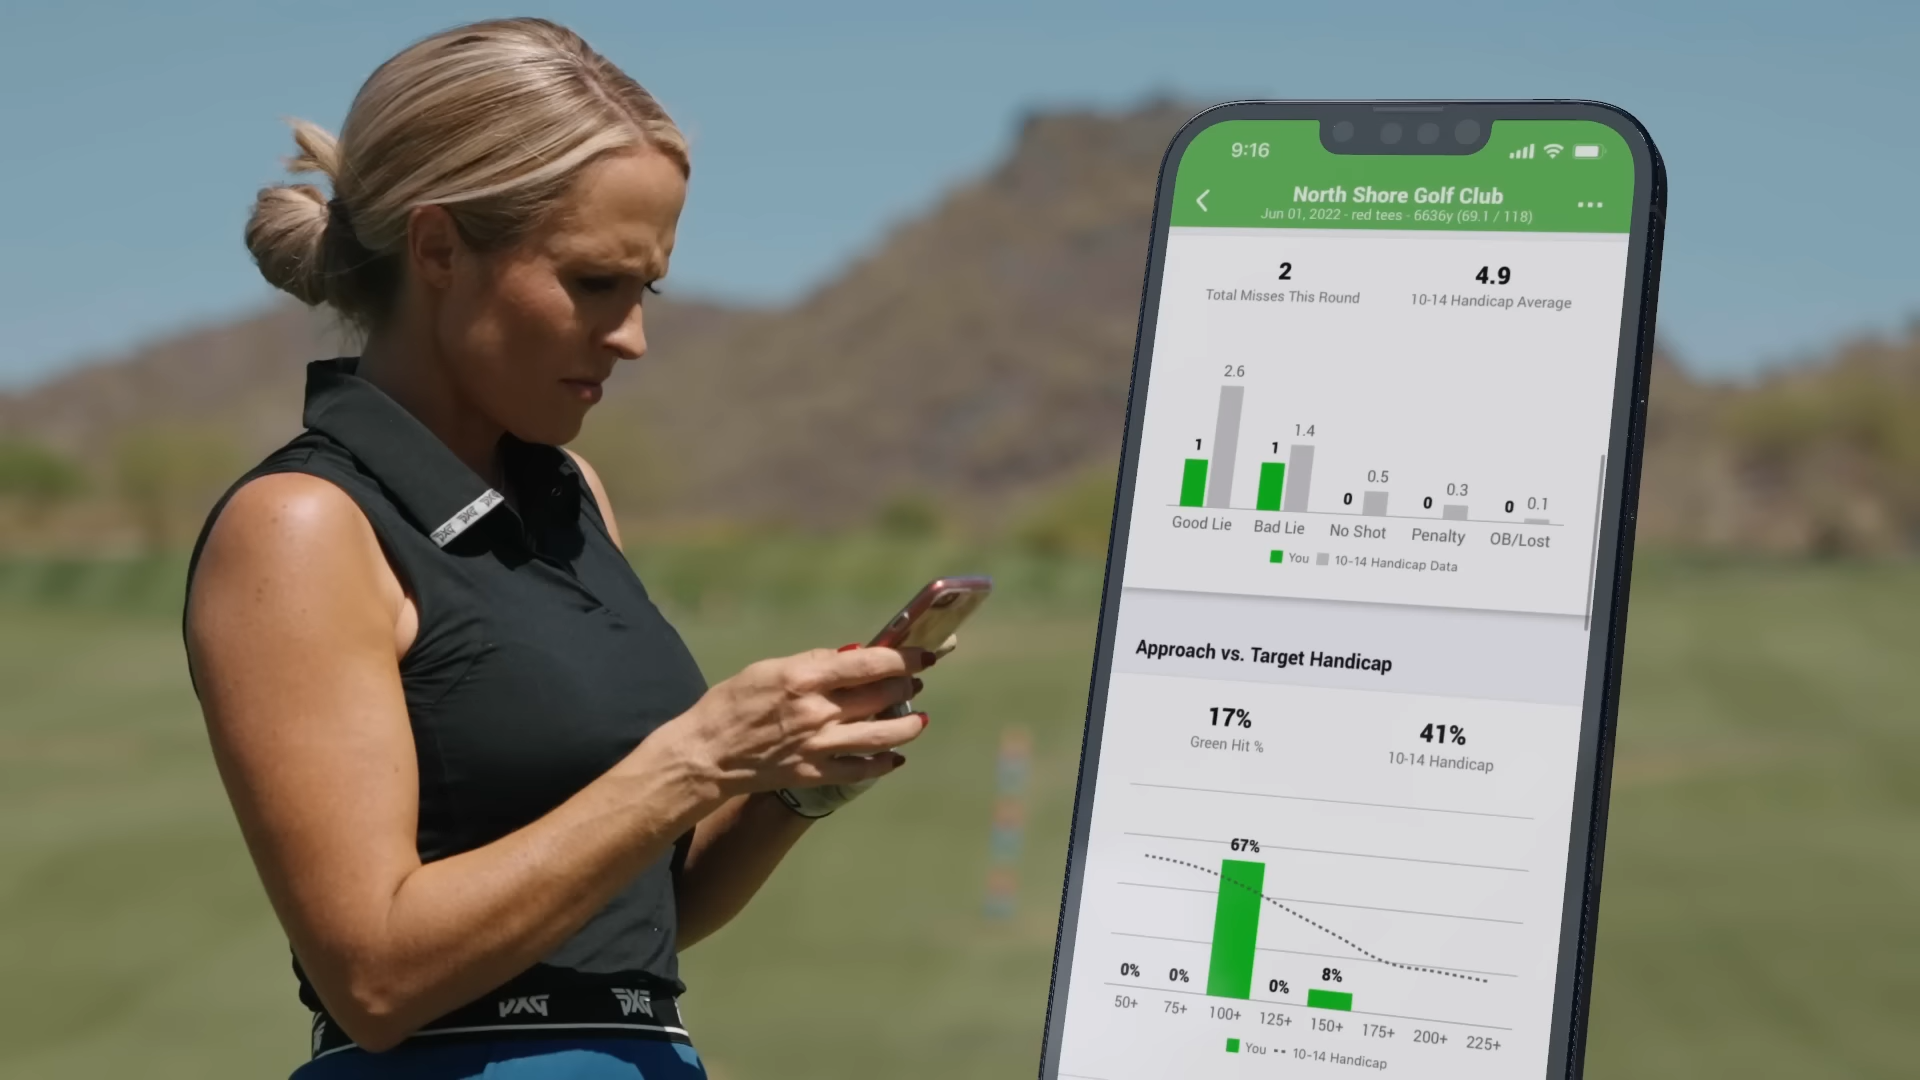 9:16
North Shore Golf Club
Jun 01, 2022 - red tees - 6636y (69.1 / 118)
2 4.9
Total Misses This Round 10-14 Handicap Average
2.6
1
1.4
1
0.5
0
0.3
0
0.1
0
Good Lie Bad Lie No Shot Penalty OB/Lost
You 10-14 Handicap Data
Approach vs. Target Handicap
17% 41%
Green Hit % 10-14 Handicap
67%
0% 0% 0% 8%
50+ 75+ 100+ 125+ 150+ 175+ 200+ 225+
You 10-14 Handicap
PXG PXG PXG
PXG PXG